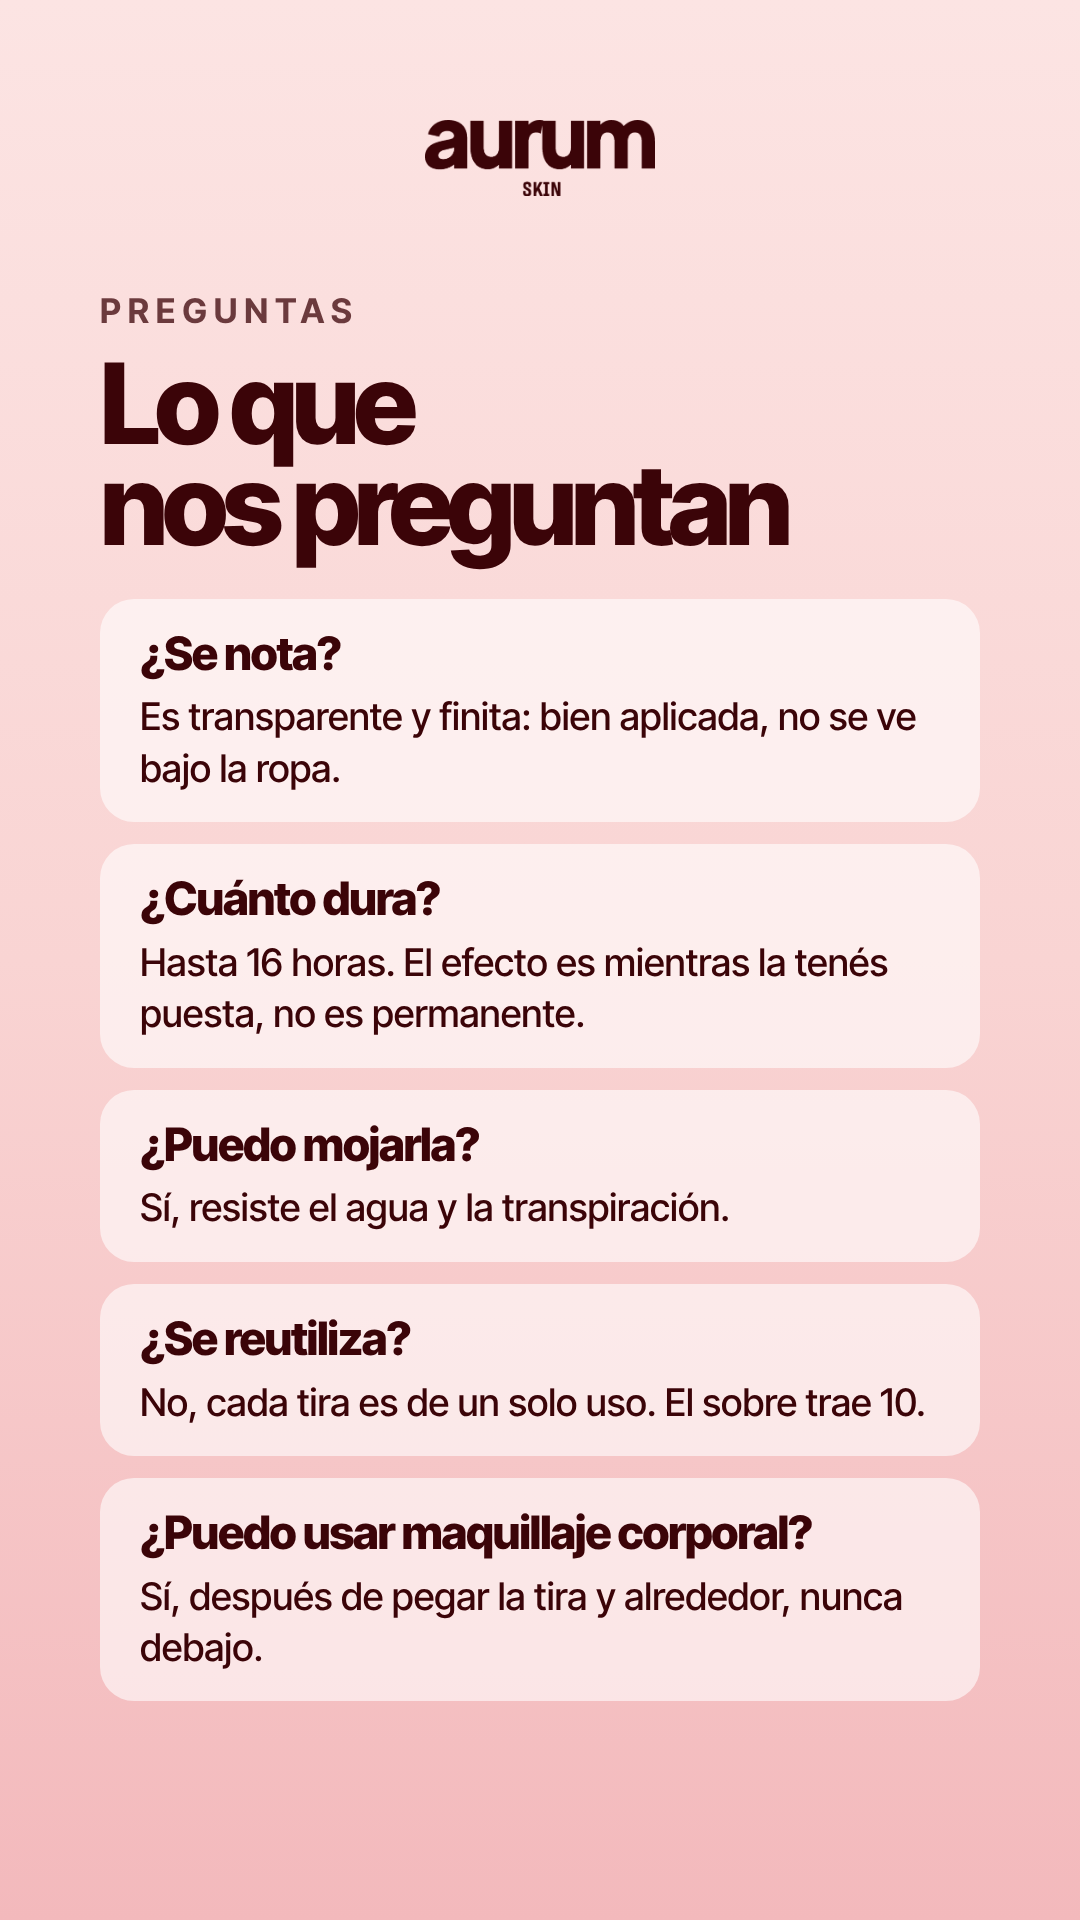 aurum
SKIN
PREGUNTAS
Lo que
nos preguntan
¿Se nota?
Es transparente y finita: bien aplicada, no se ve
bajo la ropa.
¿Cuánto dura?
Hasta 16 horas. El efecto es mientras la tenés
puesta, no es permanente.
¿Puedo mojarla?
Sí, resiste el agua y la transpiración.
¿Se reutiliza?
No, cada tira es de un solo uso. El sobre trae 10.
¿Puedo usar maquillaje corporal?
Sí, después de pegar la tira y alrededor, nunca
debajo.